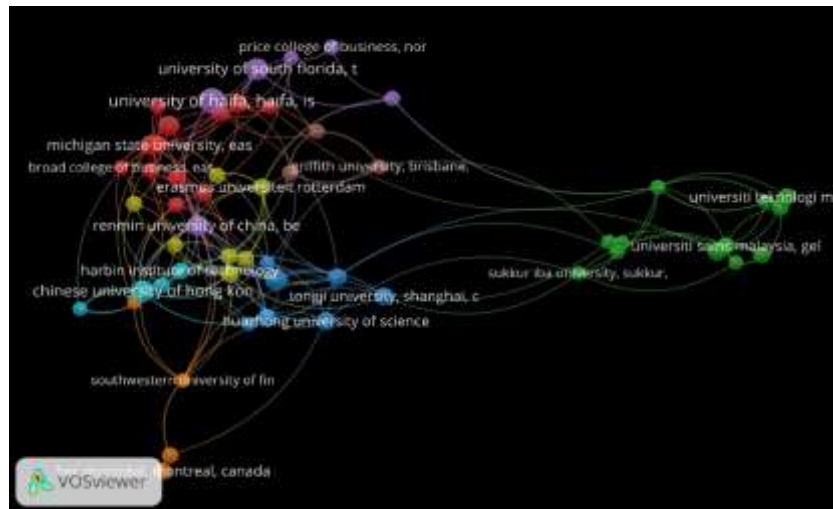 price college of business, nor
university of south florida, t
university of haifa, haifa, is
michigan state university, eas
broad college of business, eas
griffith university, brisbane,
erasmus universiteit rotterdam
universiti teknologi m
renmin university of china, be
universiti sains malaysia, gel
harbin institute of technology
sukkur iba university, sukkur,
chinese university of hong kon
tongji university, shanghai, c
huazhong university of science
southwestern university of fin
montreal, canada
VOSviewer